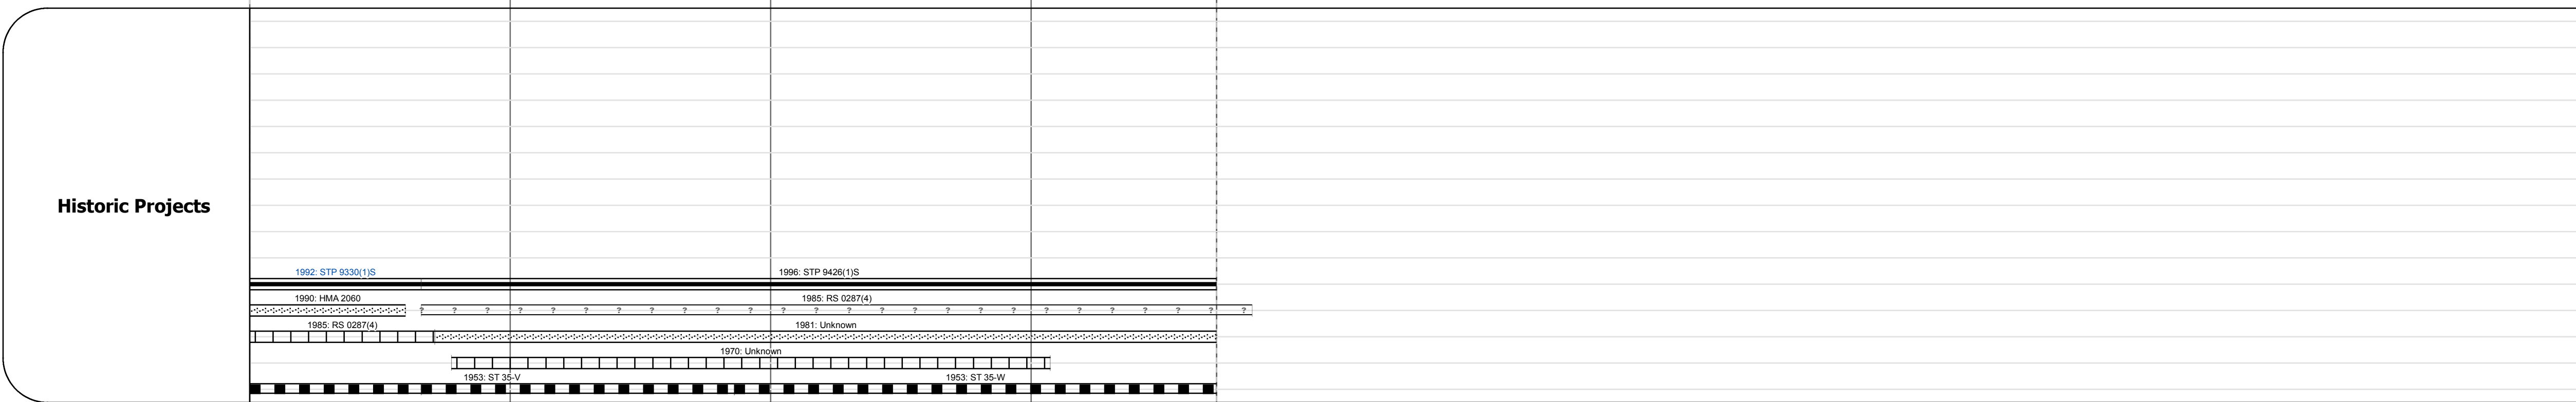 Historic Projects
1992: STP 9330(1)S
1996: STP 9426(1)S
1990: HMA 2060
1985: RS 0287(4)
? ? ? ? ? ? ? ? ? ? ? ? ? ? ? ? ? ? ? ? ? ? ? ? ? ?
1985: RS 0287(4)
1981: Unknown
1970: Unknown
1953: ST 35-V
1953: ST 35-W